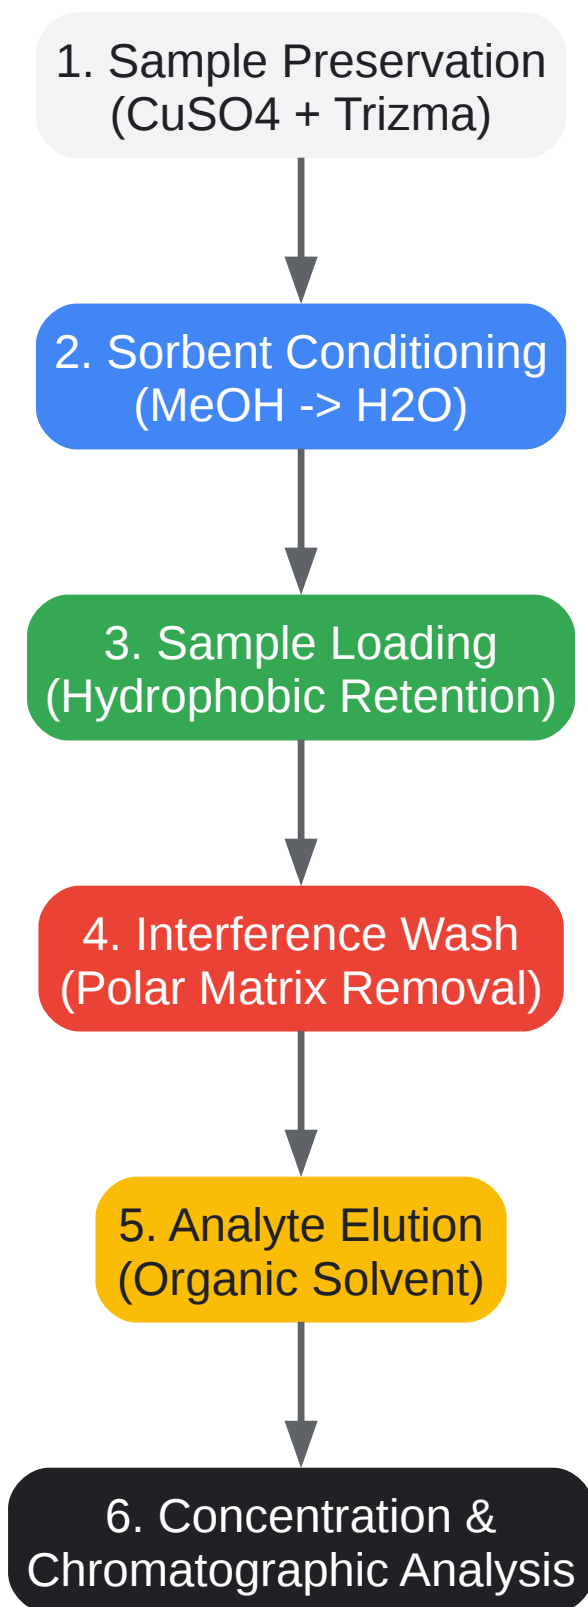 1. Sample Preservation
(CuSO4 + Trizma)
2. Sorbent Conditioning
(MeOH -> H2O)
3. Sample Loading
(Hydrophobic Retention)
4. Interference Wash
(Polar Matrix Removal)
5. Analyte Elution
(Organic Solvent)
6. Concentration &
Chromatographic Analysis